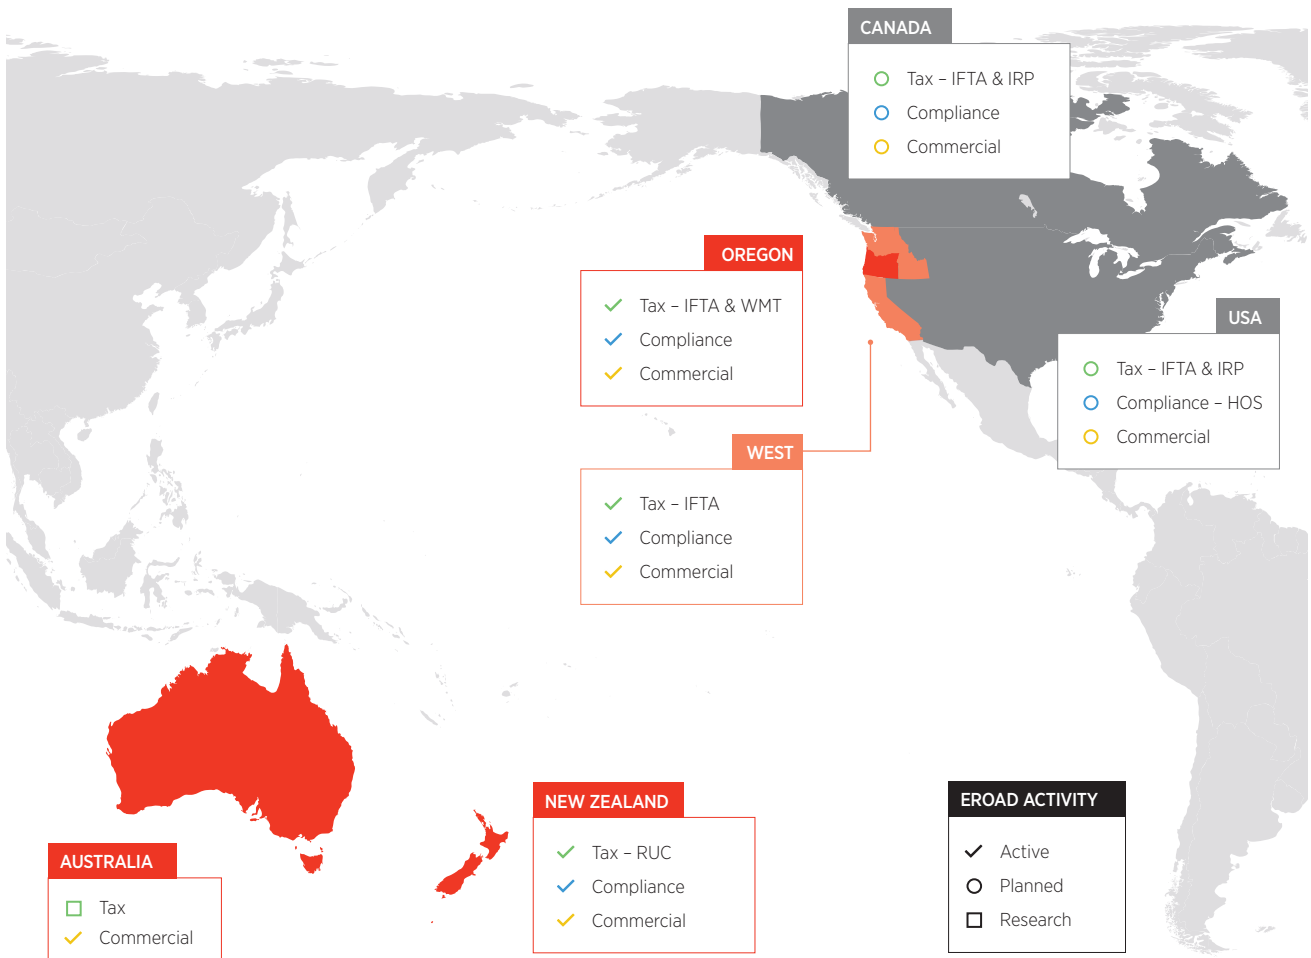 CANADA
Tax – IFTA & IRP
Compliance
Commercial
OREGON
Tax – IFTA & WMT
Compliance
Commercial
USA
Tax – IFTA & IRP
Compliance – HOS
Commercial
WEST
Tax – IFTA
Compliance
Commercial
NEW ZEALAND
Tax – RUC
Compliance
Commercial
EROAD ACTIVITY
Active
Planned
Research
AUSTRALIA
Tax
Commercial